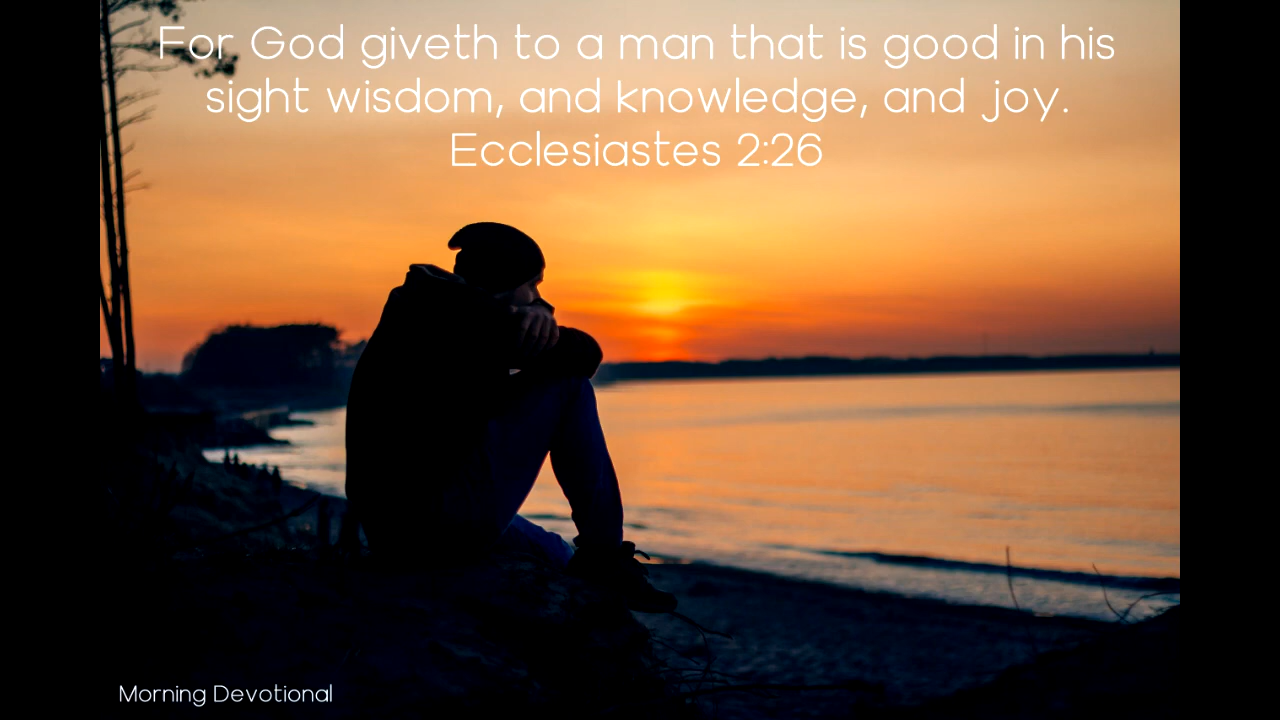 For God giveth to a man that is good in his
sight wisdom, and knowledge, and joy.
Ecclesiastes 2:26
Morning Devotional